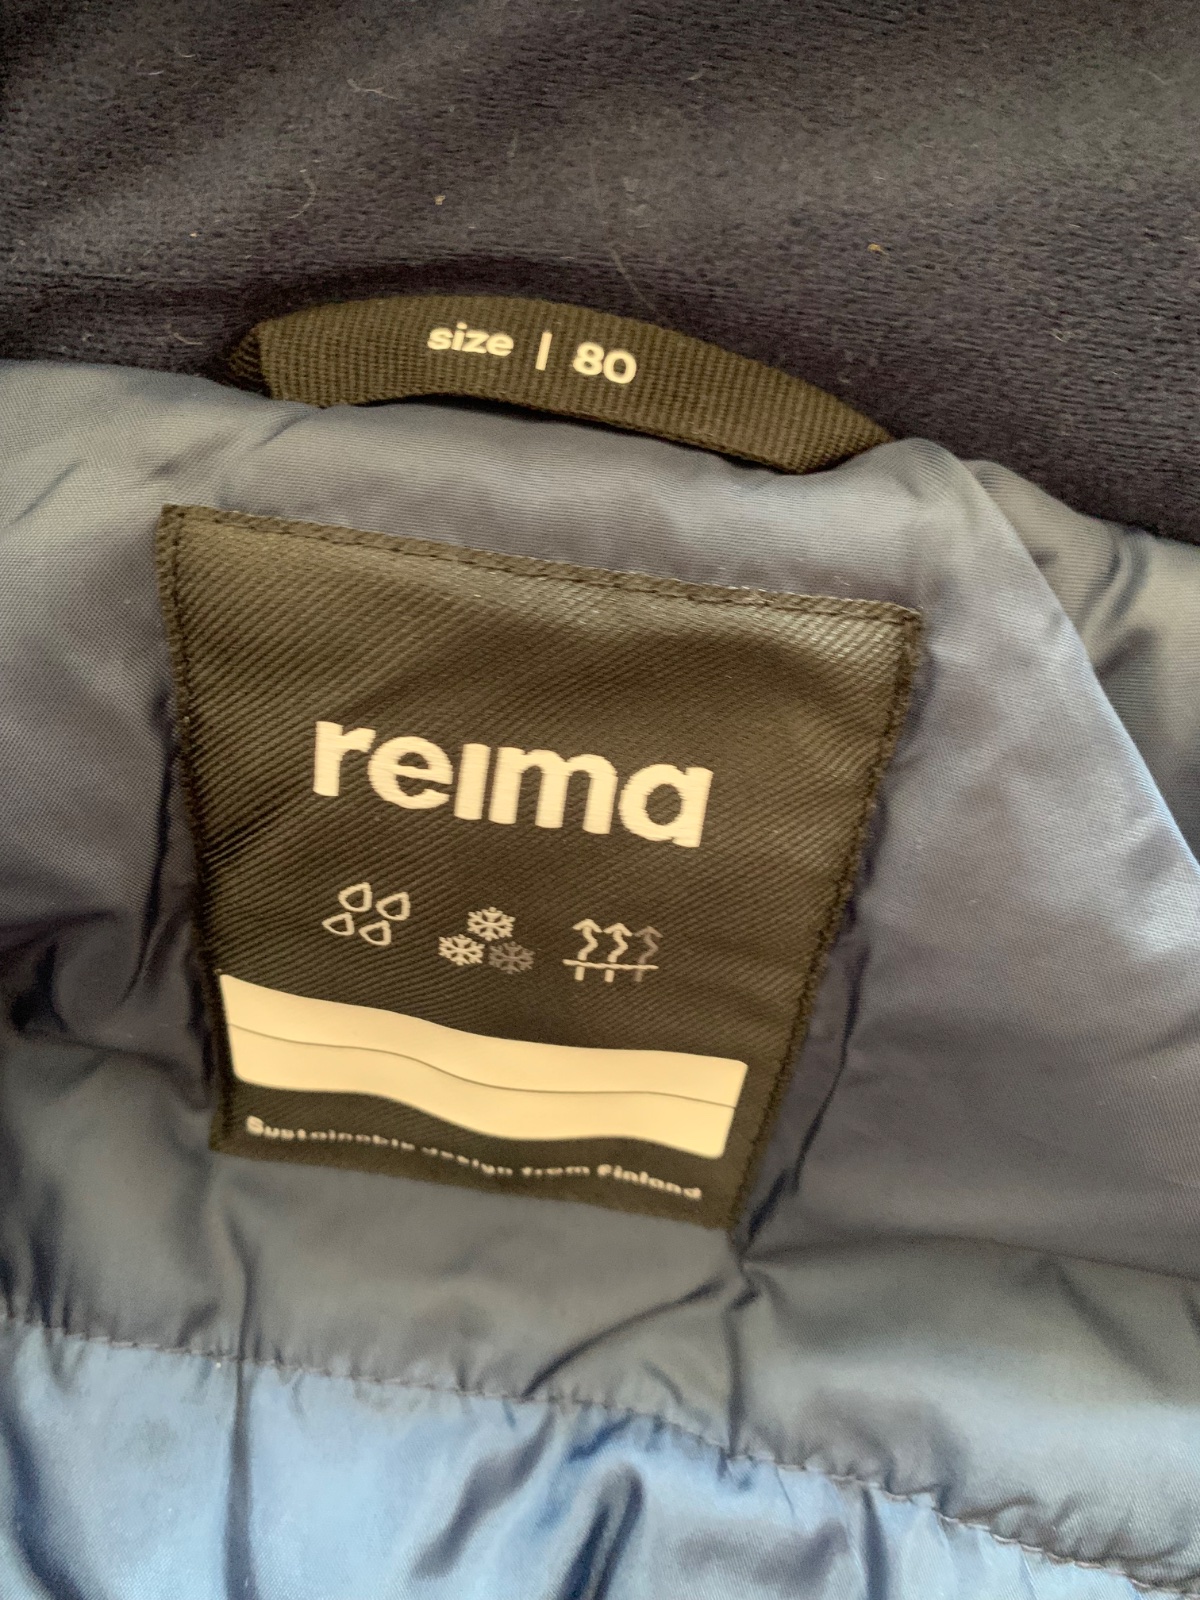 size | 80
reima
Sustainable design from Finland